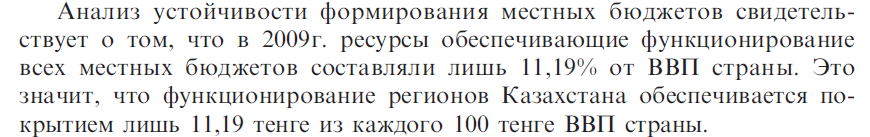 Анализ устойчивости формирования местных бюджетов свидетель-
ствует о том, что в 2009г. ресурсы обеспечивающие функционирование
всех местных бюджетов составляли лишь 11,19% от ВВП страны. Это
значит, что функционирование регионов Казахстана обеспечивается по-
крытием лишь 11,19 тенге из каждого 100 тенге ВВП страны.